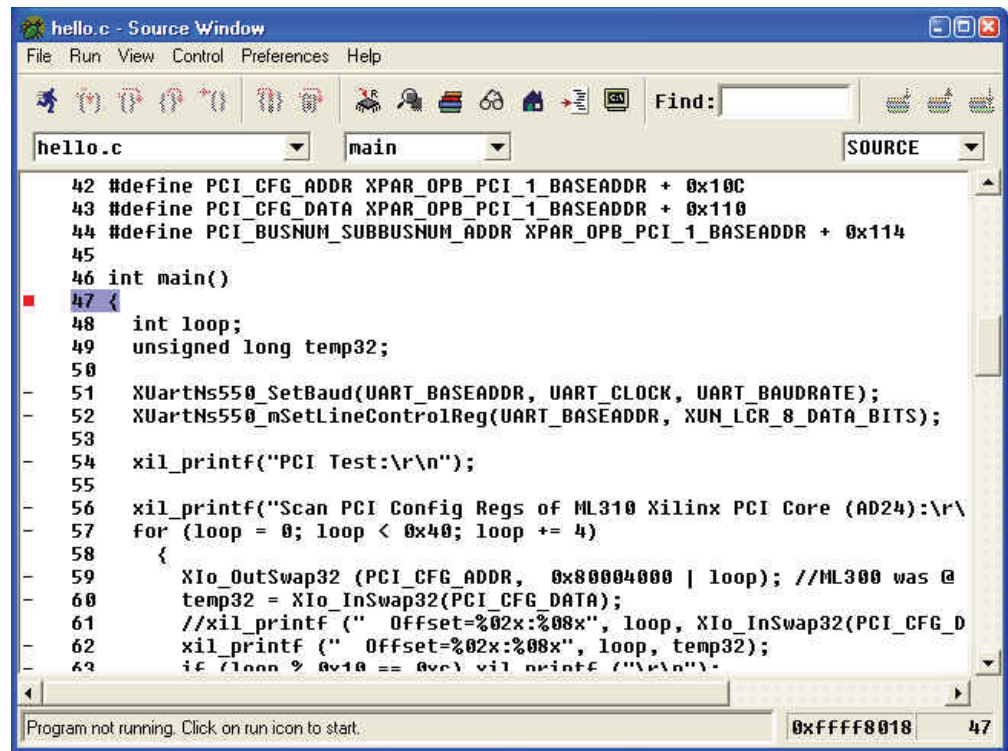 hello.c - Source Window
File Run View Control Preferences Help
Find:
hello.c main SOURCE
42 #define PCI_CFG_ADDR XPAR_OPB_PCI_1_BASEADDR + 0x10C
43 #define PCI_CFG_DATA XPAR_OPB_PCI_1_BASEADDR + 0x110
44 #define PCI_BUSNUM_SUBBUSNUM_ADDR XPAR_OPB_PCI_1_BASEADDR + 0x114
45
46 int main()
47 {
48 int loop;
49 unsigned long temp32;
50
- 51 XUartNs550_SetBaud(UART_BASEADDR, UART_CLOCK, UART_BAUDRATE);
- 52 XUartNs550_mSetLineControlReg(UART_BASEADDR, XUN_LCR_8_DATA_BITS);
53
- 54 xil_printf("PCI Test:\r\n");
55
- 56 xil_printf("Scan PCI Config Regs of ML310 Xilinx PCI Core (AD24):\r\
- 57 for (loop = 0; loop < 0x40; loop += 4)
58 {
- 59 XIo_OutSwap32 (PCI_CFG_ADDR, 0x80004000 | loop); //ML300 was @
- 60 temp32 = XIo_InSwap32(PCI_CFG_DATA);
61 //xil_printf (" Offset=%02x:%08x", loop, XIo_InSwap32(PCI_CFG_D
- 62 xil_printf (" Offset=%02x:%08x", loop, temp32);
- 63 if (loop % 0x10 == 0xc) xil_printf ("\r\n");
Program not running. Click on run icon to start. 0xffff8018 47